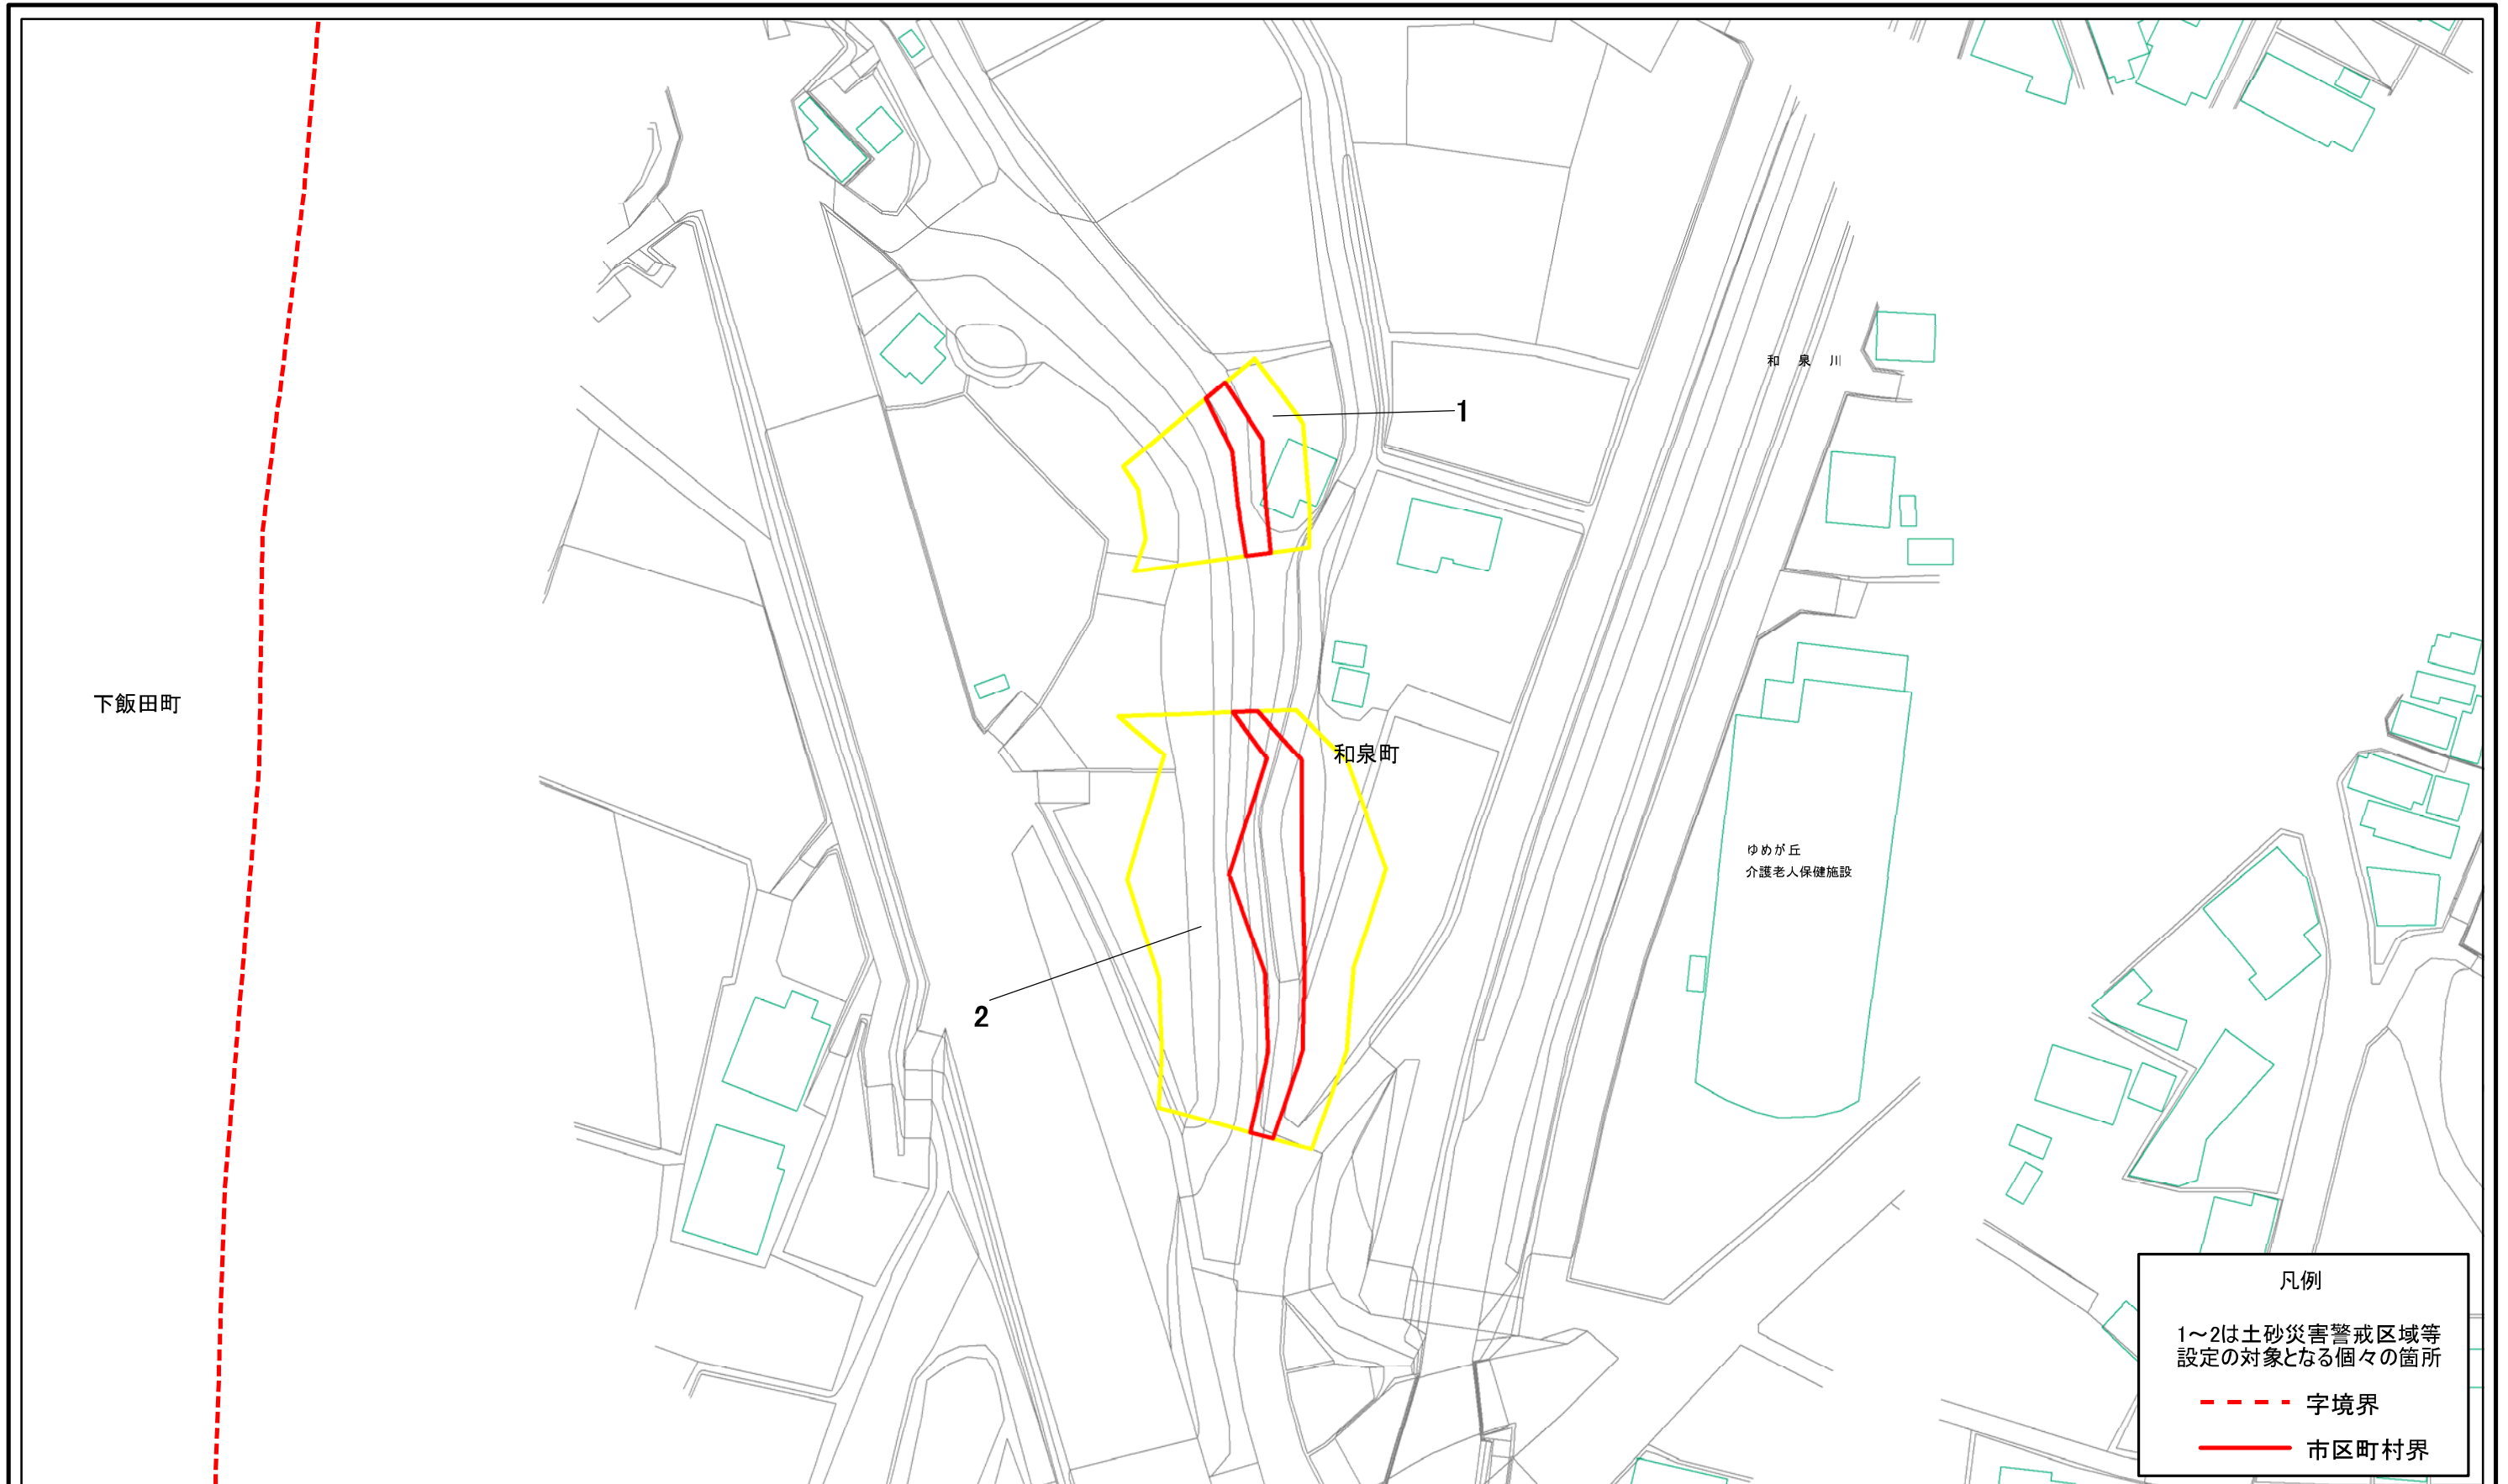 和泉川
1
下飯田町
和泉町
ゆめが丘
介護老人保健施設
2
凡例
1～2は土砂災害警戒区域等
設定の対象となる個々の箇所
字境界
市区町村界